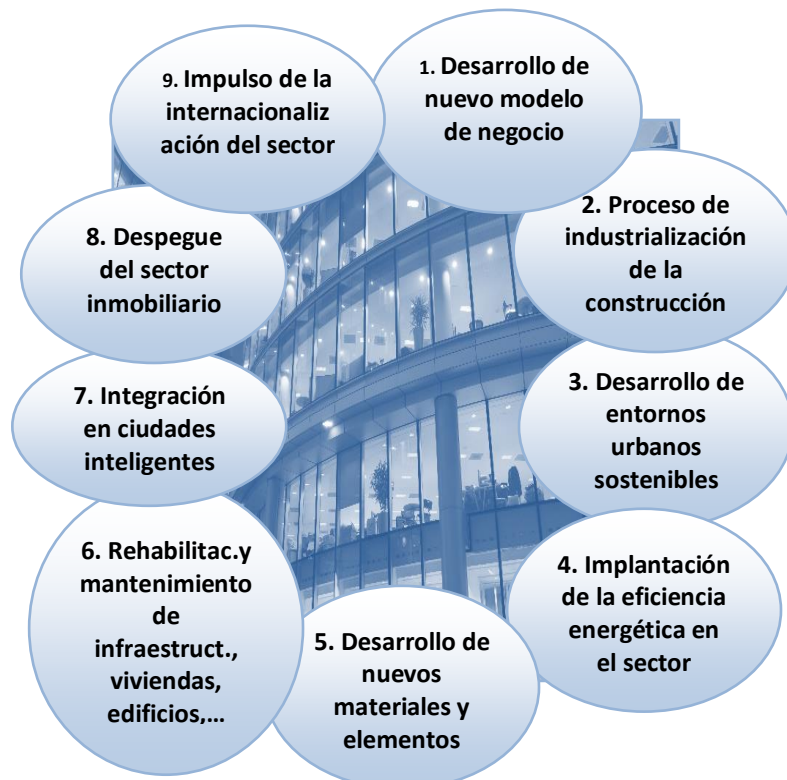 1. Desarrollo de
nuevo modelo
de negocio
2. Proceso de
industrialización
de la
construcción
3. Desarrollo de
entornos
urbanos
sostenibles
4. Implantación
de la eficiencia
energética en
el sector
5. Desarrollo de
nuevos
materiales y
elementos
6. Rehabilitac.y
mantenimiento
de
infraestruct.,
viviendas,
edificios,...
7. Integración
en ciudades
inteligentes
8. Despegue
del sector
inmobiliario
9. Impulso de la
internacionaliz
ación del sector